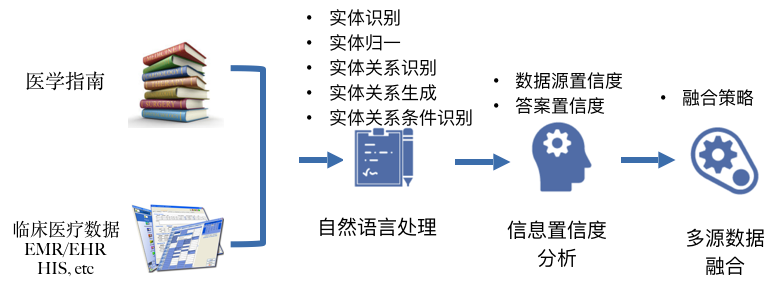 医学指南
临床医疗数据
EMR/EHR
HIS, etc
• 实体识别
• 实体归一
• 实体关系识别
• 实体关系生成
• 实体关系条件识别
自然语言处理
• 数据源置信度
• 答案置信度
信息置信度
分析
• 融合策略
多源数据
融合